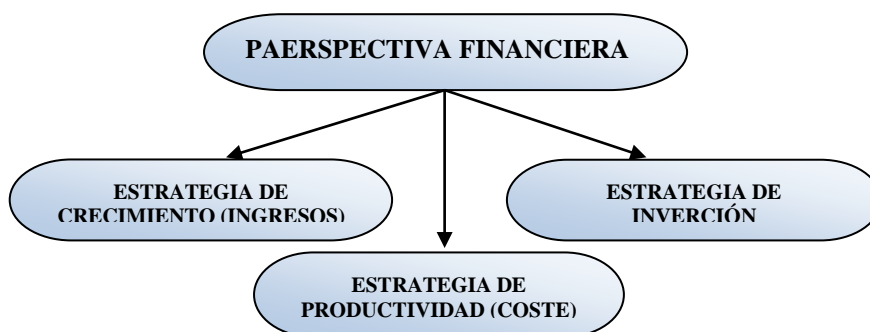 PAERSPECTIVA FINANCIERA
ESTRATEGIA DE
CRECIMIENTO (INGRESOS)
ESTRATEGIA DE
INVERCIÓN
ESTRATEGIA DE
PRODUCTIVIDAD (COSTE)